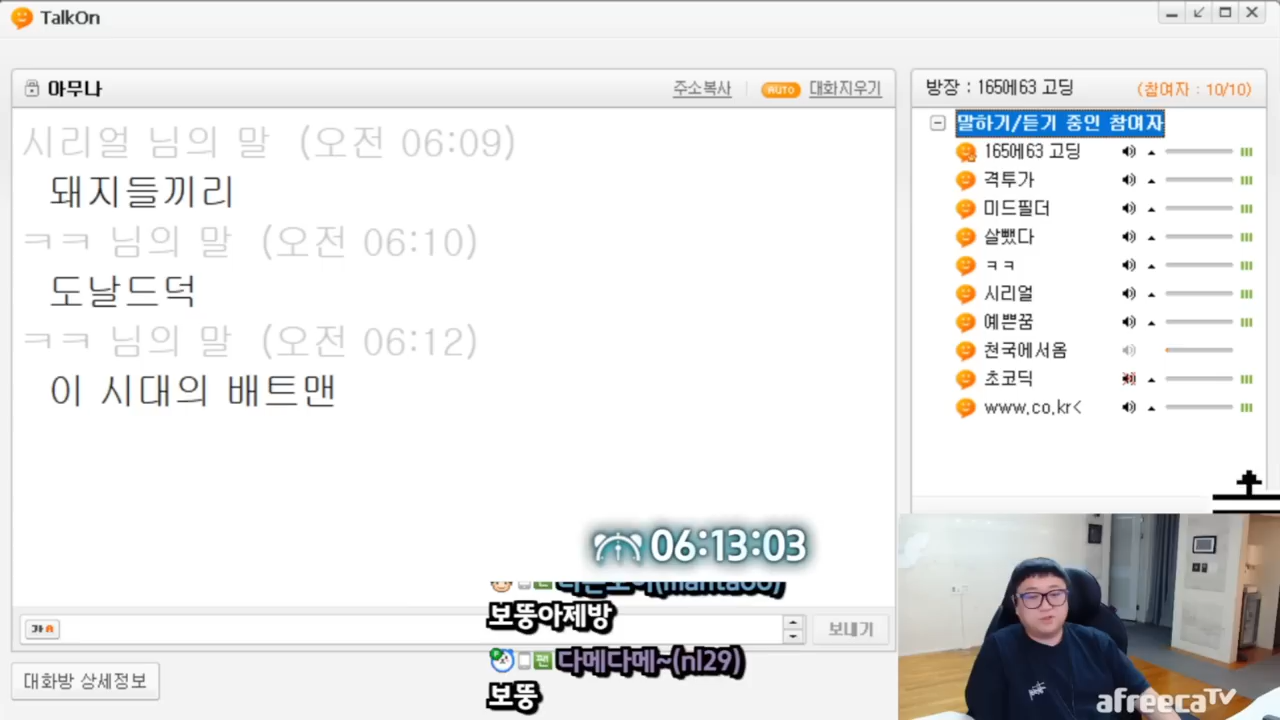 TalkOn
아무나
주소복사
AUTO 대화지우기
시리얼 님의 말 (오전 06:09)
돼지들끼리
ㅋㅋ 님의 말 (오전 06:10)
도날드덕
ㅋㅋ 님의 말 (오전 06:12)
이 시대의 배트맨
가
보내기
대화방 상세정보
방장 : 165에63 고딩
(참여자 : 10/10)
말하기/듣기 중인 참여자
165에63 고딩
격투가
미드필더
살뺐다
ㅋㅋ
시리얼
예쁜꿈
천국에서옴
초코딕
www.co.kr<
06:13:03
보뚱아제방
팬 다메다메~(nl29)
보뚱
afreecaTV